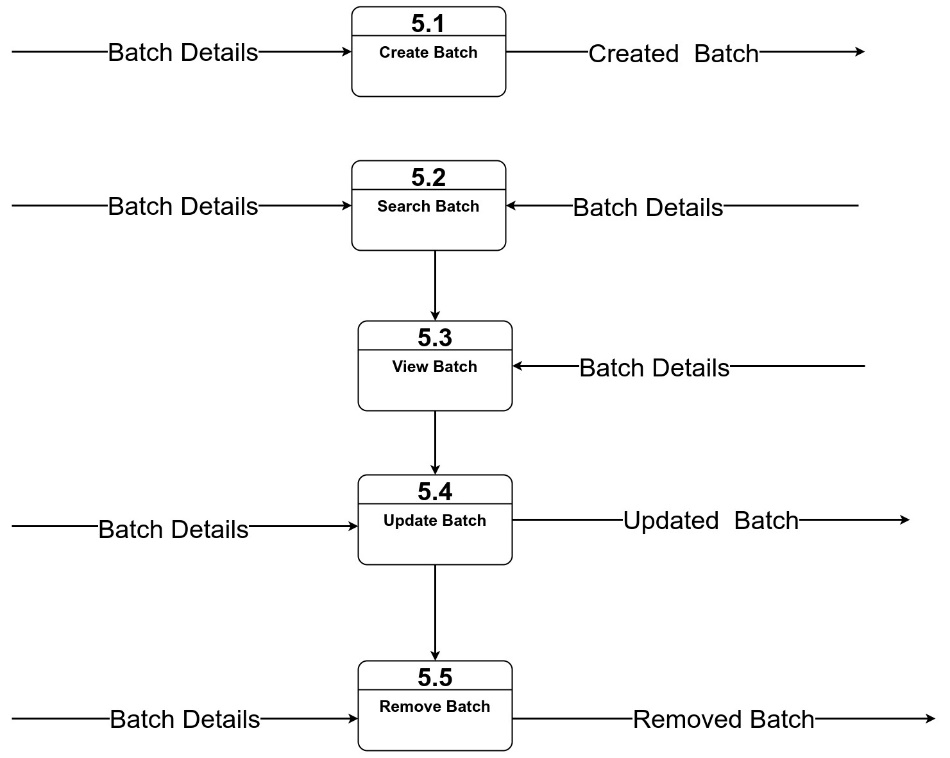 5.1
Batch Details
Create Batch
Created  Batch
5.2
Batch Details
Search Batch
Batch Details
5.3
View Batch
Batch Details
5.4
Batch Details
Update Batch
Updated  Batch
5.5
Batch Details
Remove Batch
Removed Batch